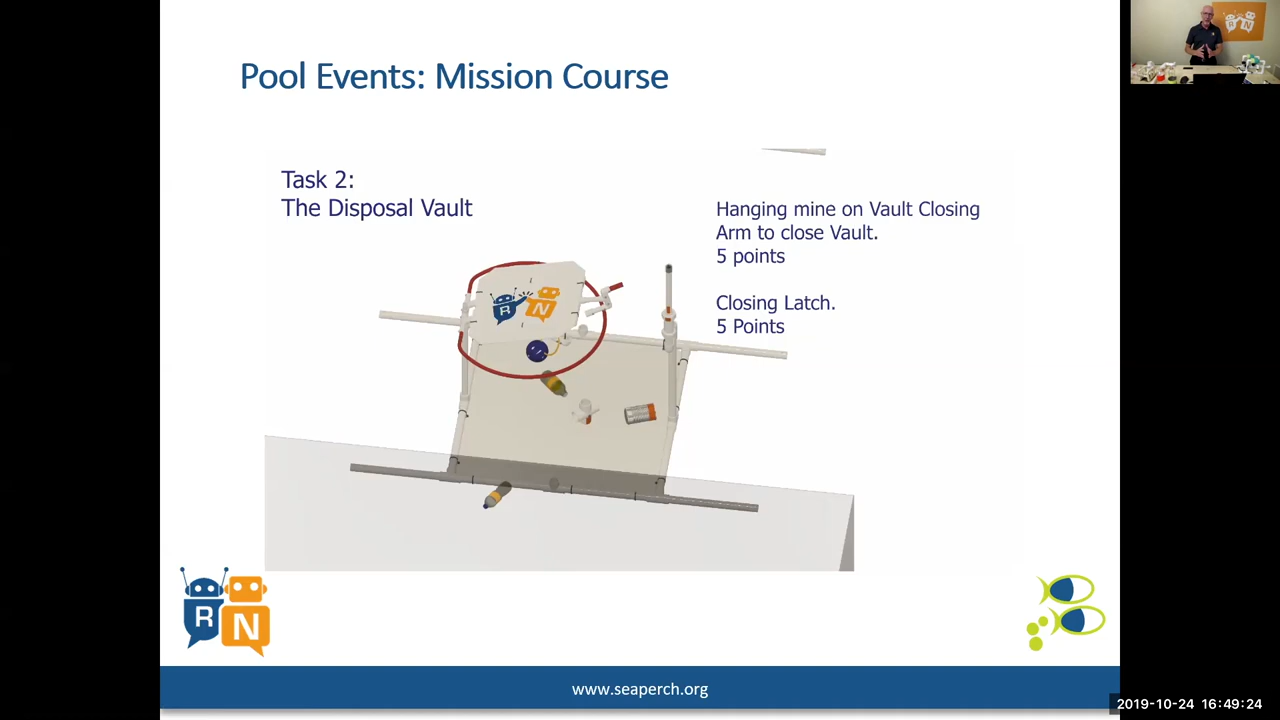 Pool Events: Mission Course
Task 2:
The Disposal Vault
Hanging mine on Vault Closing
Arm to close Vault.
5 points
Closing Latch.
5 Points
R N
R
N
www.seaperch.org
2019-10-24 16:49:24